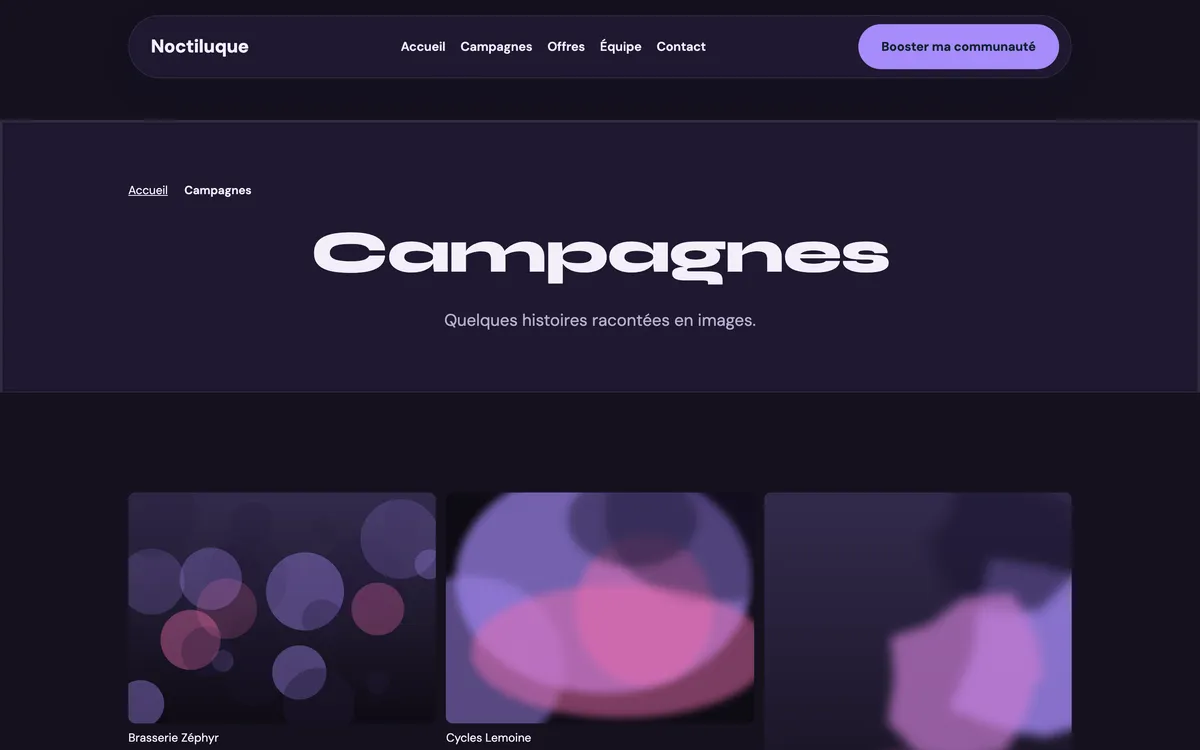 Noctiluque
Accueil Campagnes Offres Équipe Contact
Booster ma communauté
Accueil Campagnes
Campagnes
Quelques histoires racontées en images.
Brasserie Zéphyr
Cycles Lemoine